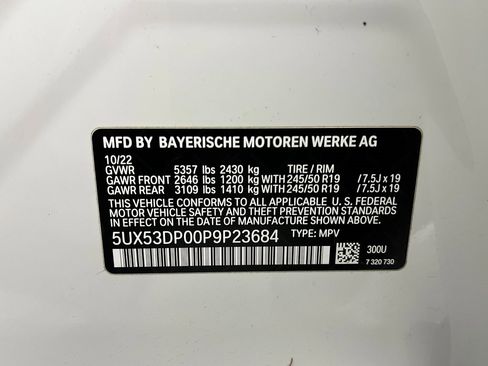 MFD BY BAYERISCHE MOTOREN WERKE AG
10/22
GVWR 5357 lbs 2430 kg TIRE / RIM
GAWR FRONT 2646 lbs 1200 kg WITH 245/50 R19 / 7.5J x 19
GAWR REAR 3109 lbs 1410 kg WITH 245/50 R19 / 7.5J x 19
THIS VEHICLE CONFORMS TO ALL APPLICABLE U. S. FEDERAL
MOTOR VEHICLE SAFETY, BUMPER, AND THEFT PREVENTION
STANDARDS IN EFFECT ON THE DATE OF MANUFACTURE SHOWN ABOVE.
5UX53DP00P9P23684 TYPE: MPV
300U
7 320 730